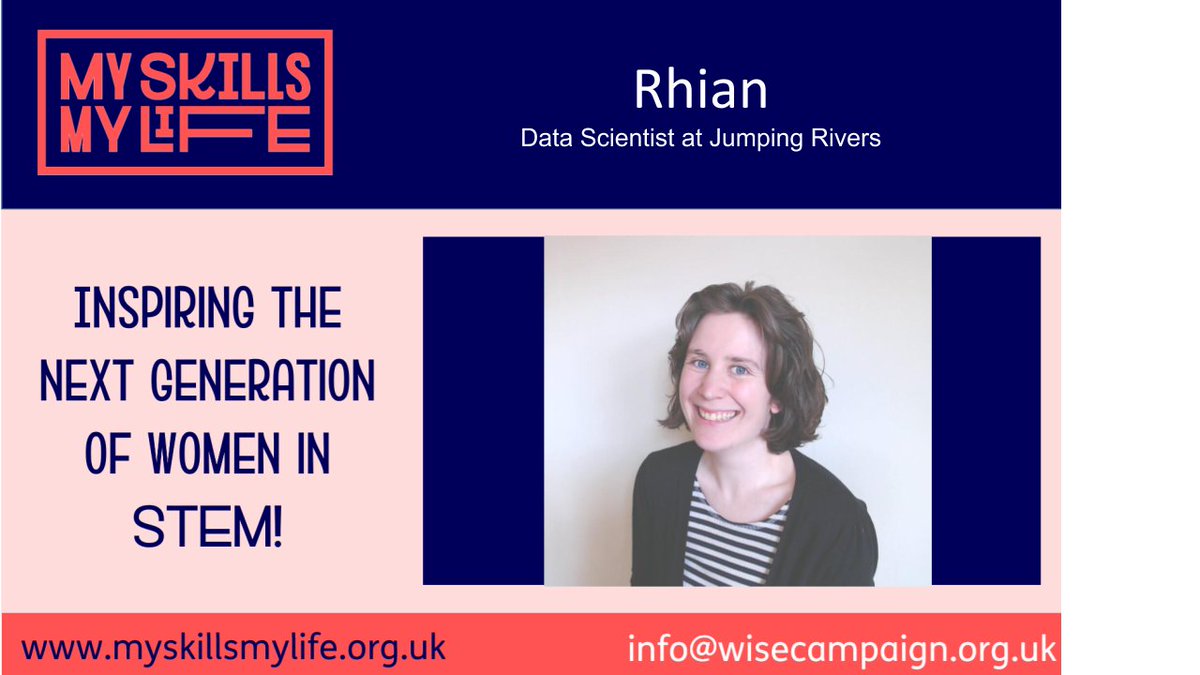 MY SKILLS
MY LIFE
Rhian
Data Scientist at Jumping Rivers
INSPIRING THE
NEXT GENERATION
OF WOMEN IN
STEM!
www.myskillsmylife.org.uk
info@wisecampaign.org.uk